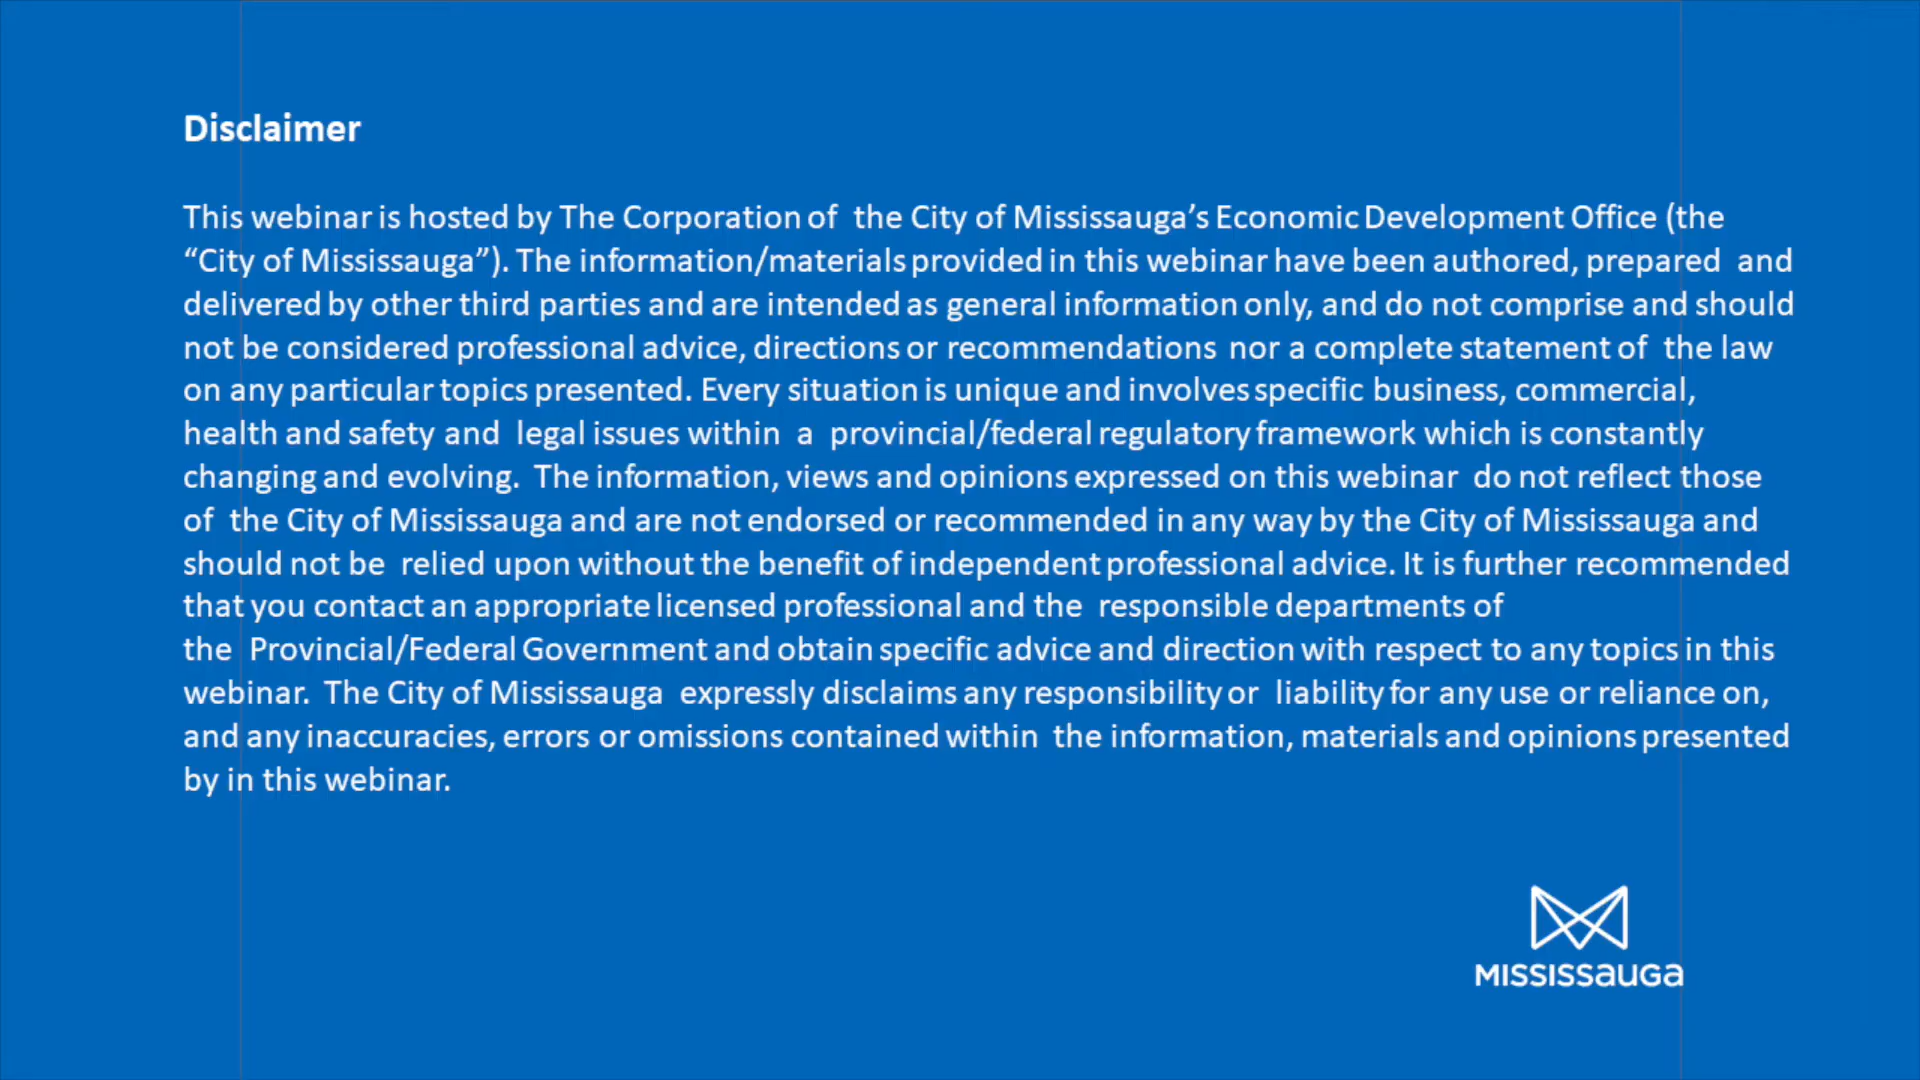 Disclaimer
This webinar is hosted by The Corporation of the City of Mississauga’s Economic Development Office (the
“City of Mississauga”). The information/materials provided in this webinar have been authored, prepared and
delivered by other third parties and are intended as general information only, and do not comprise and should
not be considered professional advice, directions or recommendations nor a complete statement of the law
on any particular topics presented. Every situation is unique and involves specific business, commercial,
health and safety and legal issues within a provincial/federal regulatory framework which is constantly
changing and evolving. The information, views and opinions expressed on this webinar do not reflect those
of the City of Mississauga and are not endorsed or recommended in any way by the City of Mississauga and
should not be relied upon without the benefit of independent professional advice. It is further recommended
that you contact an appropriate licensed professional and the responsible departments of
the Provincial/Federal Government and obtain specific advice and direction with respect to any topics in this
webinar. The City of Mississauga expressly disclaims any responsibility or liability for any use or reliance on,
and any inaccuracies, errors or omissions contained within the information, materials and opinions presented
by in this webinar.
MISSISSauGa